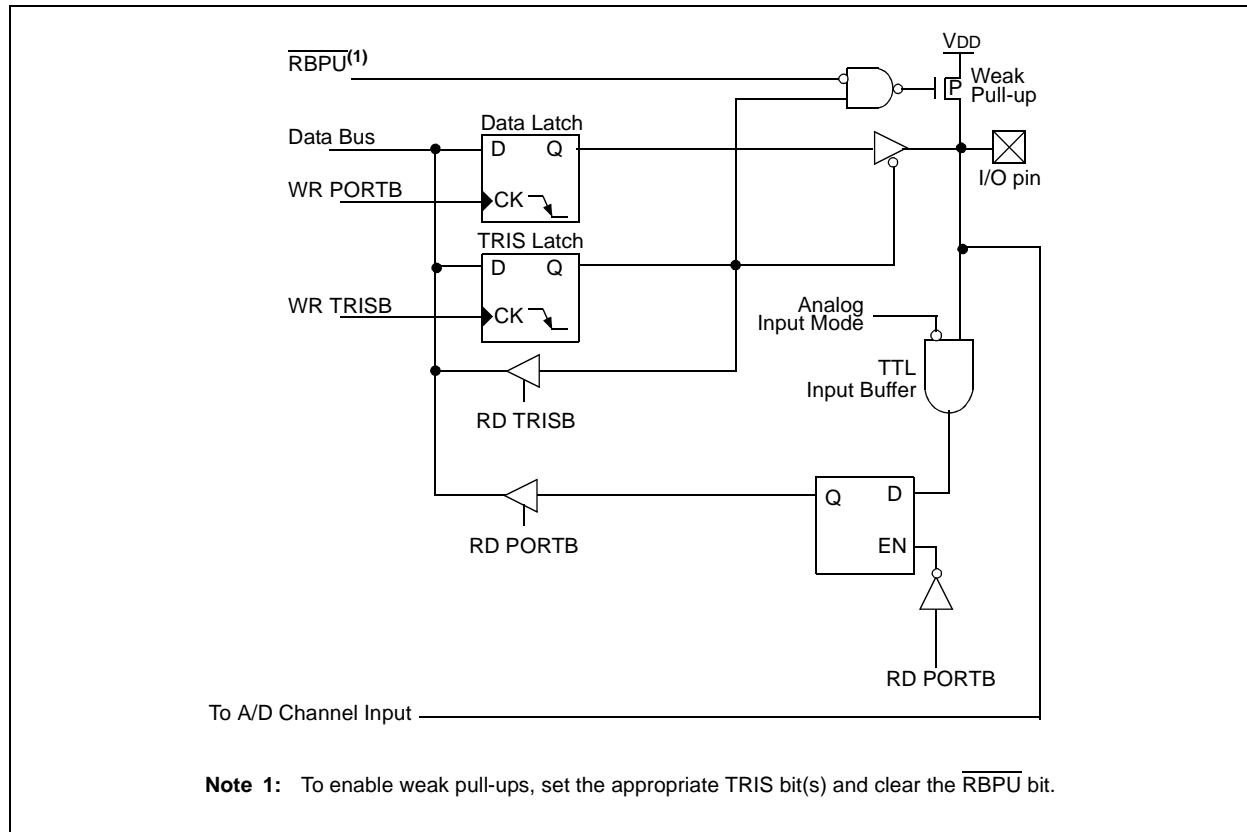 VDD
RBPU(1)
Weak
Pull-up
P
Data Latch
Data Bus
D Q
I/O pin
WR PORTB
CK
TRIS Latch
D Q
WR TRISB
CK
Analog
Input Mode
TTL
Input Buffer
RD TRISB
Q D
EN
RD PORTB
RD PORTB
To A/D Channel Input
Note 1: To enable weak pull-ups, set the appropriate TRIS bit(s) and clear the RBPU bit.